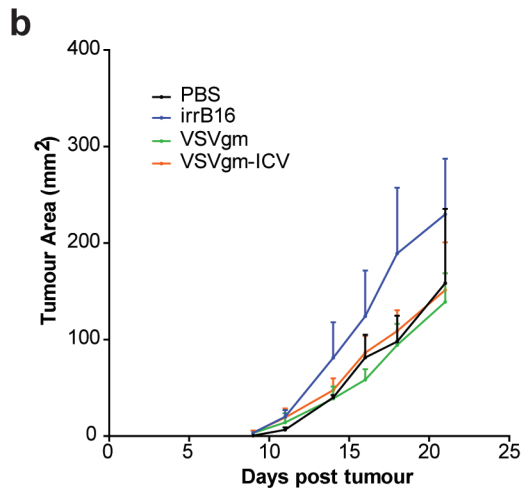 b
400
300
200
100
0
Tumour Area (mm²)
PBS
irrB16
VSVgm
VSVgm-ICV
0 5 10 15 20 25
Days post tumour